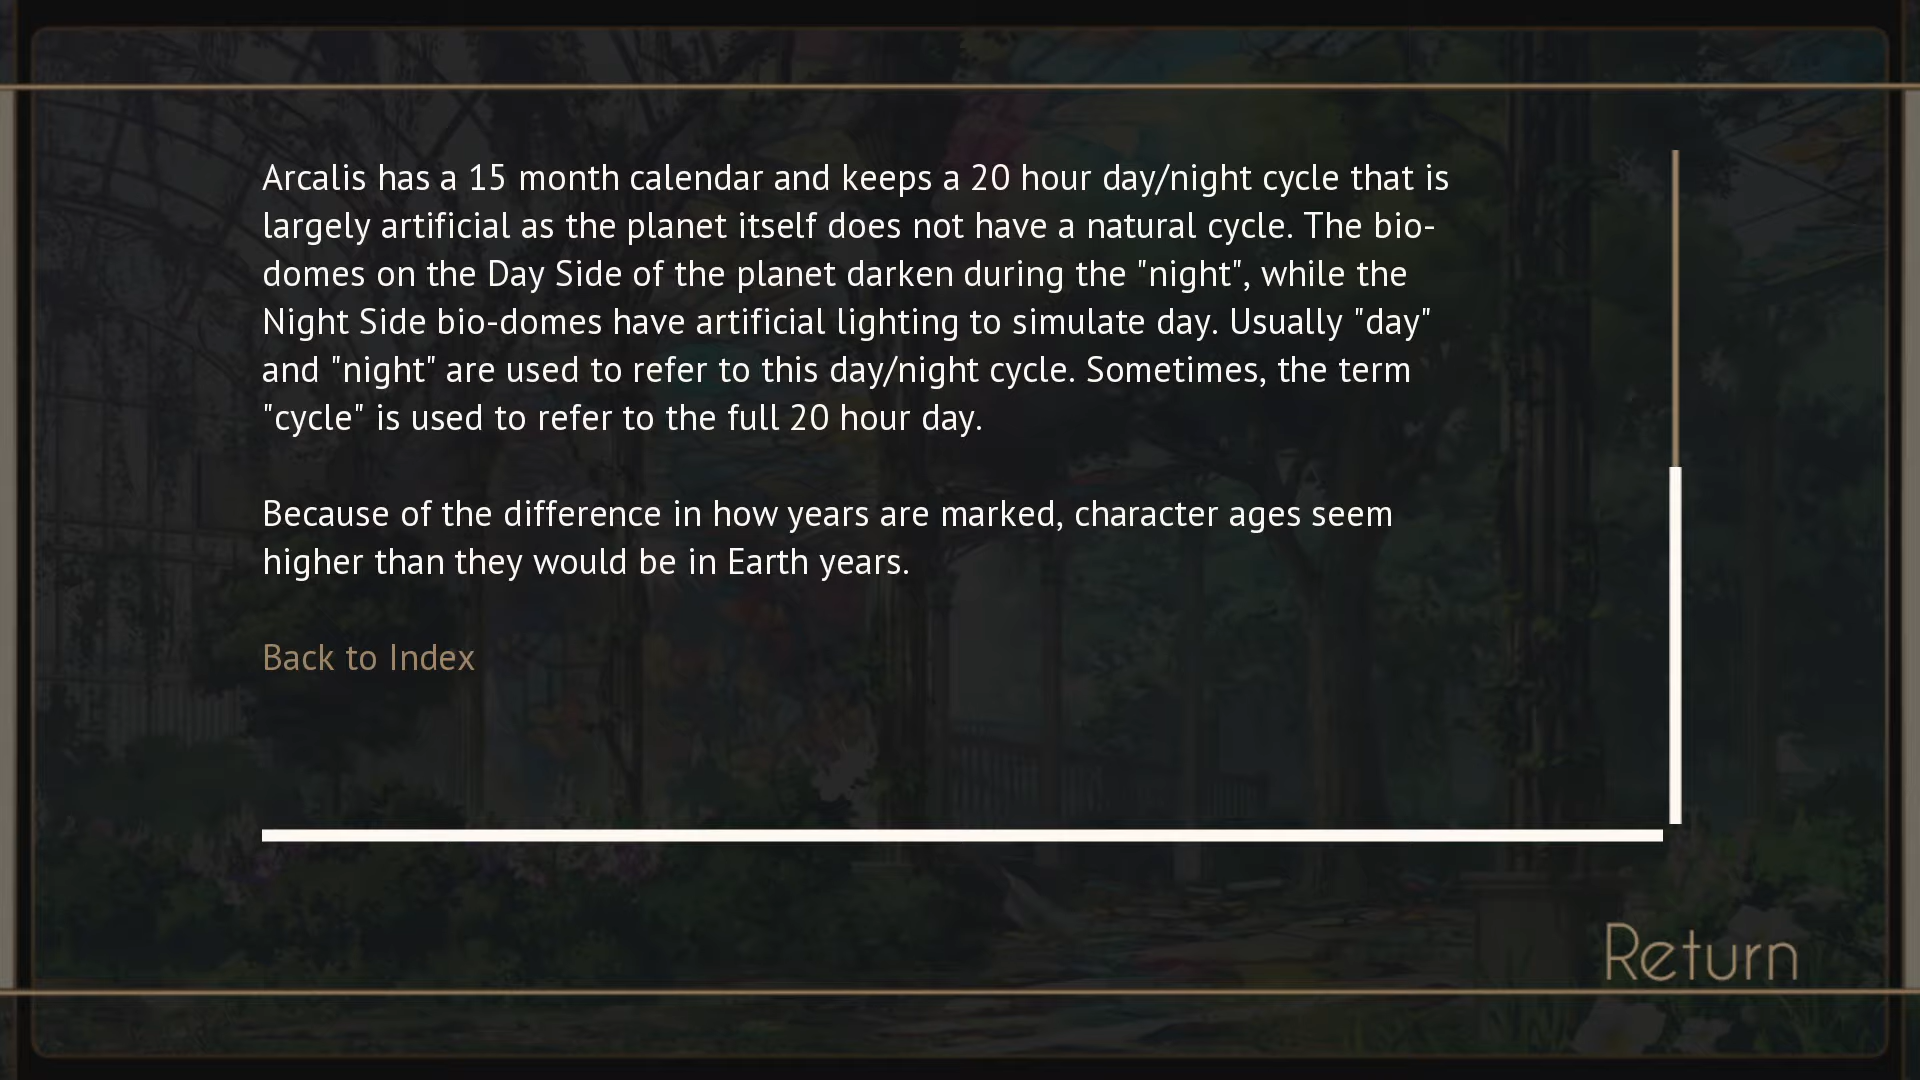 Arcalis has a 15 month calendar and keeps a 20 hour day/night cycle that is
largely artificial as the planet itself does not have a natural cycle. The bio-
domes on the Day Side of the planet darken during the "night", while the
Night Side bio-domes have artificial lighting to simulate day. Usually "day"
and "night" are used to refer to this day/night cycle. Sometimes, the term
"cycle" is used to refer to the full 20 hour day.
Because of the difference in how years are marked, character ages seem
higher than they would be in Earth years.
Back to Index
Return